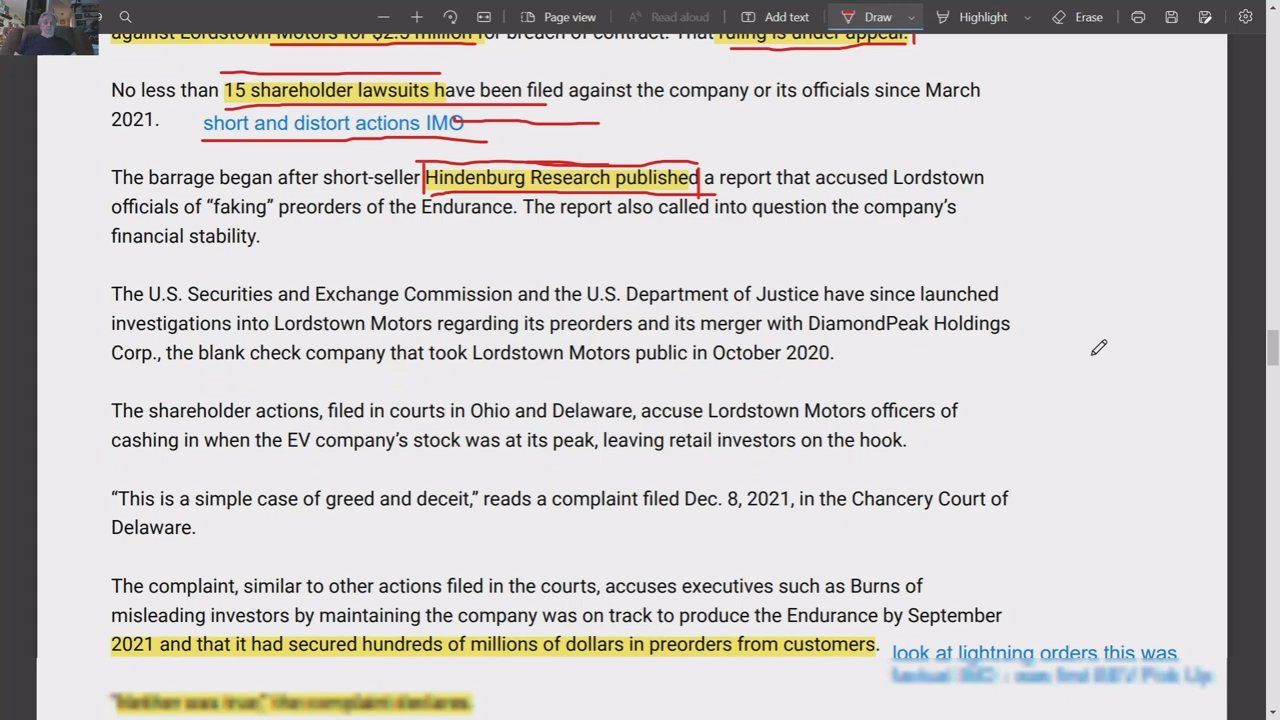 Page view
Read aloud
Add text
Draw
Highlight
Erase
against Lordstown Motors for $2.5 million for breach of contract. That ruling is under appeal.
No less than 15 shareholder lawsuits have been filed against the company or its officials since March
2021.
short and distort actions IMO
The barrage began after short-seller Hindenburg Research published a report that accused Lordstown
officials of “faking” preorders of the Endurance. The report also called into question the company’s
financial stability.
The U.S. Securities and Exchange Commission and the U.S. Department of Justice have since launched
investigations into Lordstown Motors regarding its preorders and its merger with DiamondPeak Holdings
Corp., the blank check company that took Lordstown Motors public in October 2020.
The shareholder actions, filed in courts in Ohio and Delaware, accuse Lordstown Motors officers of
cashing in when the EV company’s stock was at its peak, leaving retail investors on the hook.
“This is a simple case of greed and deceit,” reads a complaint filed Dec. 8, 2021, in the Chancery Court of
Delaware.
The complaint, similar to other actions filed in the courts, accuses executives such as Burns of
misleading investors by maintaining the company was on track to produce the Endurance by September
2021 and that it had secured hundreds of millions of dollars in preorders from customers.
look at lightning orders this was
"Neither was true," the complaint declares.